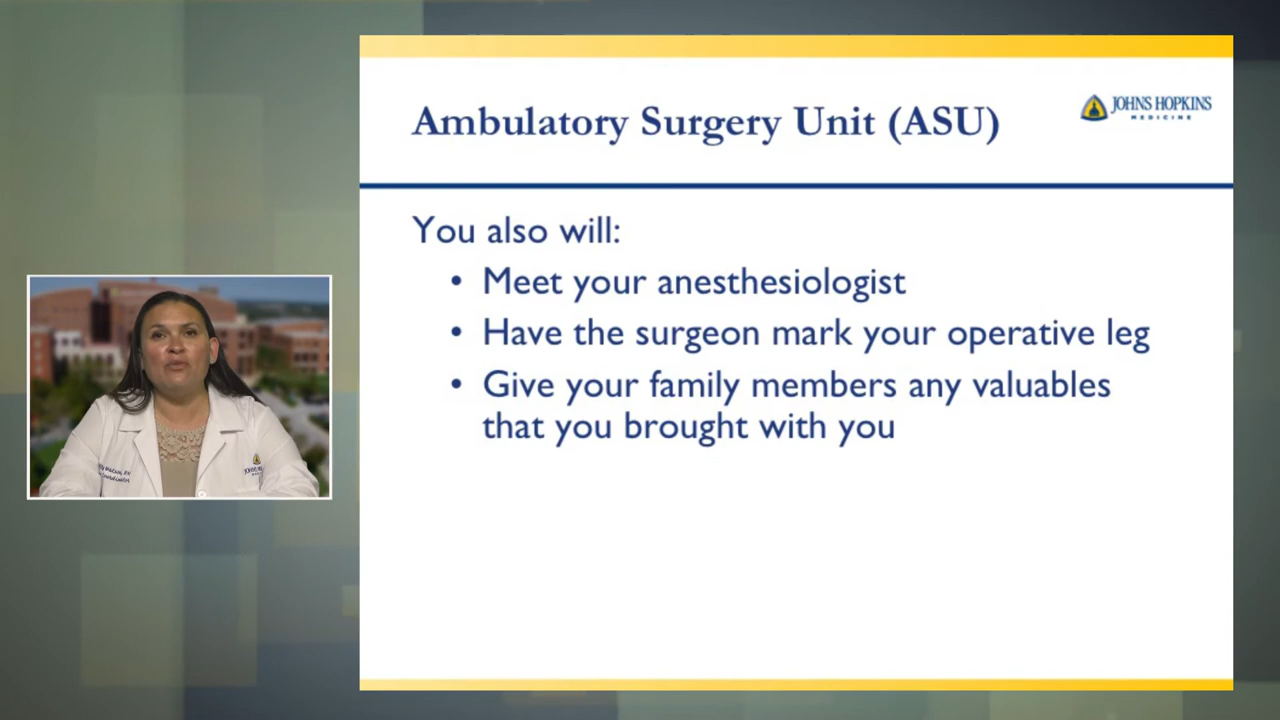 Ambulatory Surgery Unit (ASU)
JOHNS HOPKINS
MEDICINE
You also will:
• Meet your anesthesiologist
• Have the surgeon mark your operative leg
• Give your family members any valuables
that you brought with you